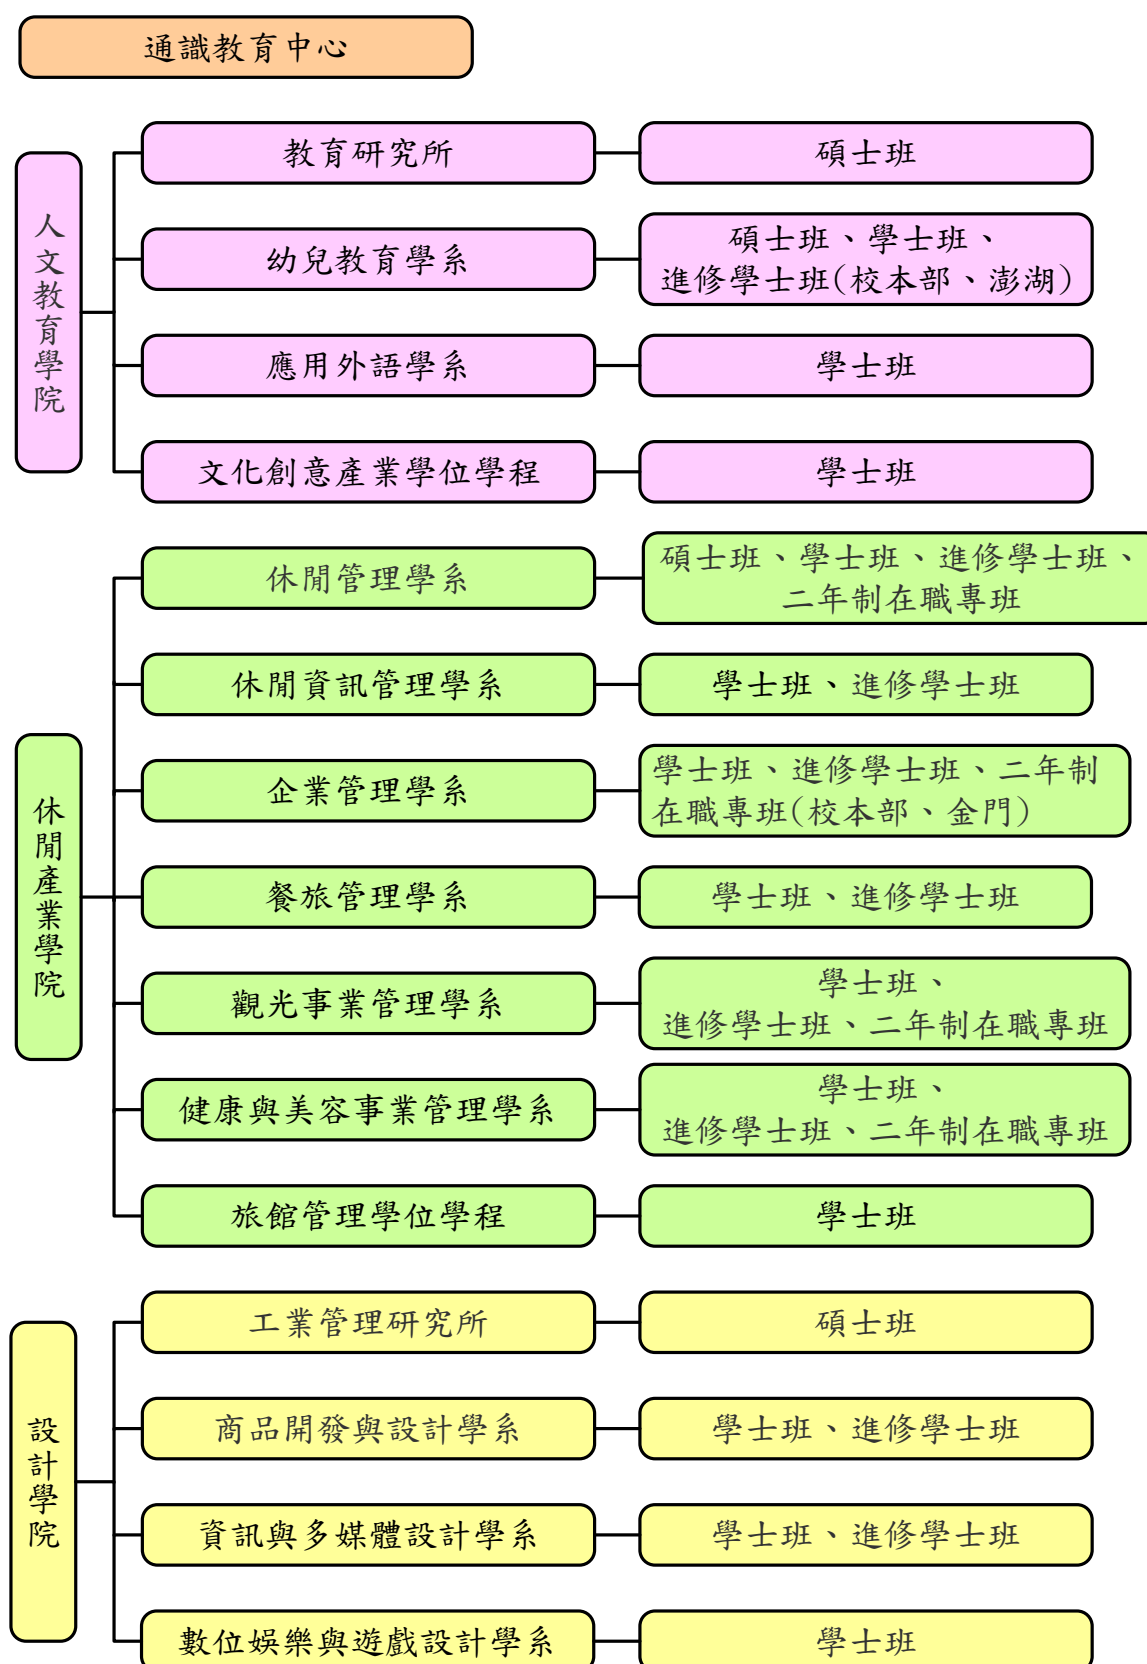 通識教育中心
人文教育學院
教育研究所
碩士班
幼兒教育學系
碩士班、學士班、
進修學士班(校本部、澎湖)
應用外語學系
學士班
文化創意產業學位學程
學士班
休閒產業學院
休閒管理學系
碩士班、學士班、進修學士班、
二年制在職專班
休閒資訊管理學系
學士班、進修學士班
企業管理學系
學士班、進修學士班、二年制
在職專班(校本部、金門)
餐旅管理學系
學士班、進修學士班
觀光事業管理學系
學士班、
進修學士班、二年制在職專班
健康與美容事業管理學系
學士班、
進修學士班、二年制在職專班
旅館管理學位學程
學士班
設計學院
工業管理研究所
碩士班
商品開發與設計學系
學士班、進修學士班
資訊與多媒體設計學系
學士班、進修學士班
數位娛樂與遊戲設計學系
學士班